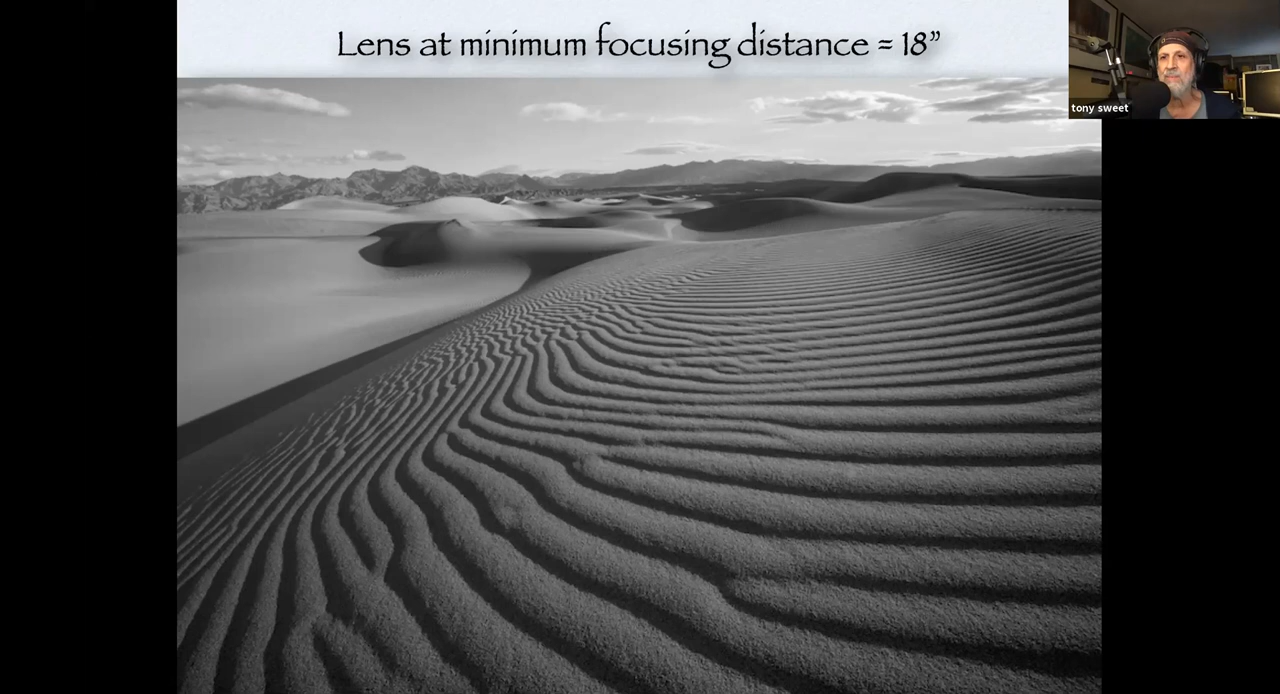 Lens at minimum focusing distance = 18”
tony sweet